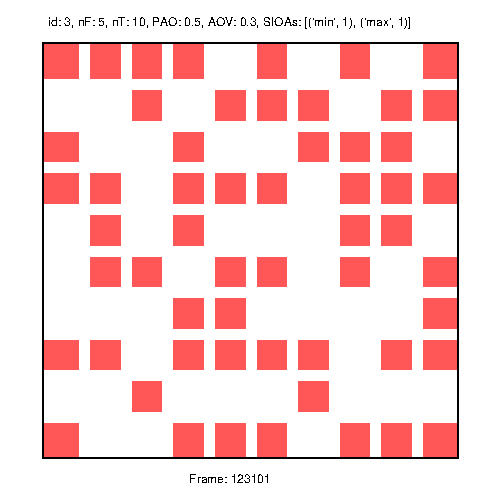 id: 3, nF: 5, nT: 10, PAO: 0.5, AOV: 0.3, SIOAs: [('min', 1), ('max', 1)]
Frame: 123101